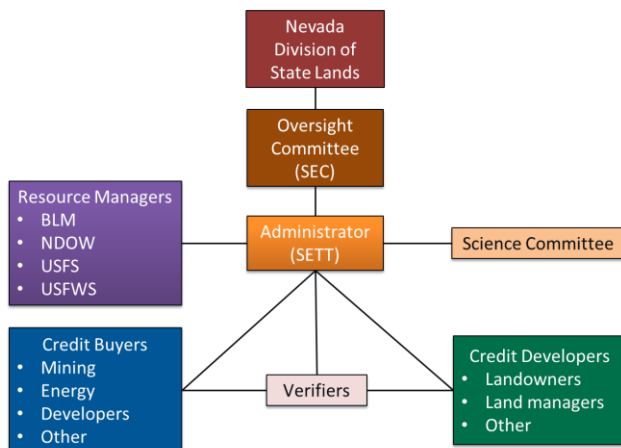 Nevada
Division of
State Lands
Oversight
Committee
(SEC)
Resource Managers
• BLM
• NDOW
• USFS
• USFWS
Administrator
(SETT)
Science Committee
Credit Buyers
• Mining
• Energy
• Developers
• Other
Verifiers
Credit Developers
• Landowners
• Land managers
• Other